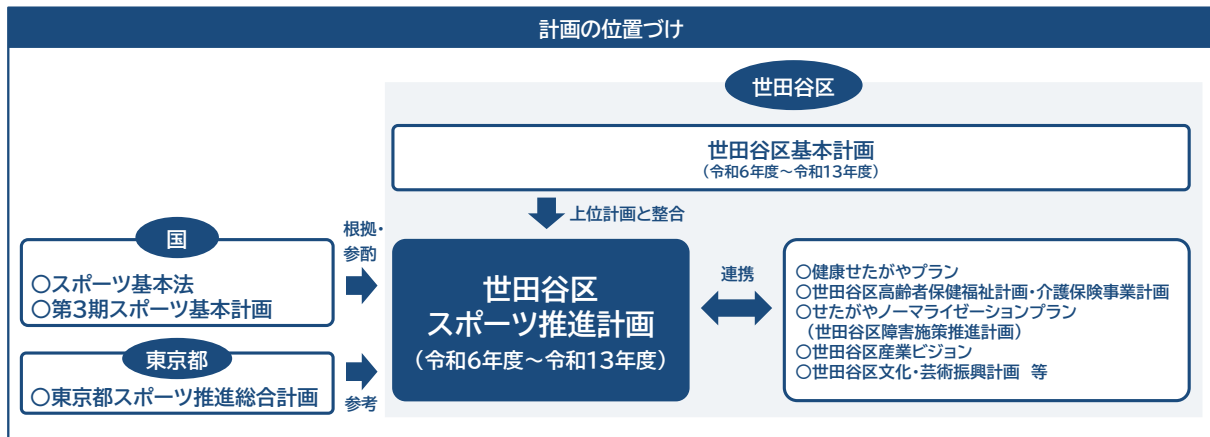 計画の位置づけ
世田谷区
世田谷区基本計画
（令和6年度～令和13年度）
上位計画と整合
国
○スポーツ基本法
○第3期スポーツ基本計画
根拠・
参酌
東京都
○東京都スポーツ推進総合計画
参考
世田谷区
スポーツ推進計画
（令和6年度～令和13年度）
連携
○健康せたがやプラン
○世田谷区高齢者保健福祉計画・介護保険事業計画
○せたがやノーマライゼーションプラン
（世田谷区障害施策推進計画）
○世田谷区産業ビジョン
○世田谷区文化・芸術振興計画 等